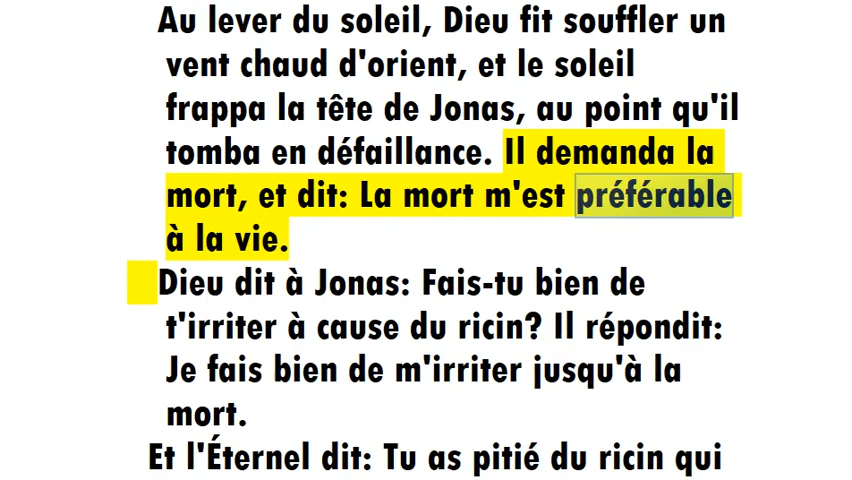 Au lever du soleil, Dieu fit souffler un
vent chaud d'orient, et le soleil
frappa la tête de Jonas, au point qu'il
tomba en défaillance. Il demanda la
mort, et dit: La mort m'est préférable
à la vie.
Dieu dit à Jonas: Fais-tu bien de
t'irriter à cause du ricin? Il répondit:
Je fais bien de m'irriter jusqu'à la
mort.
Et l'Éternel dit: Tu as pitié du ricin qui